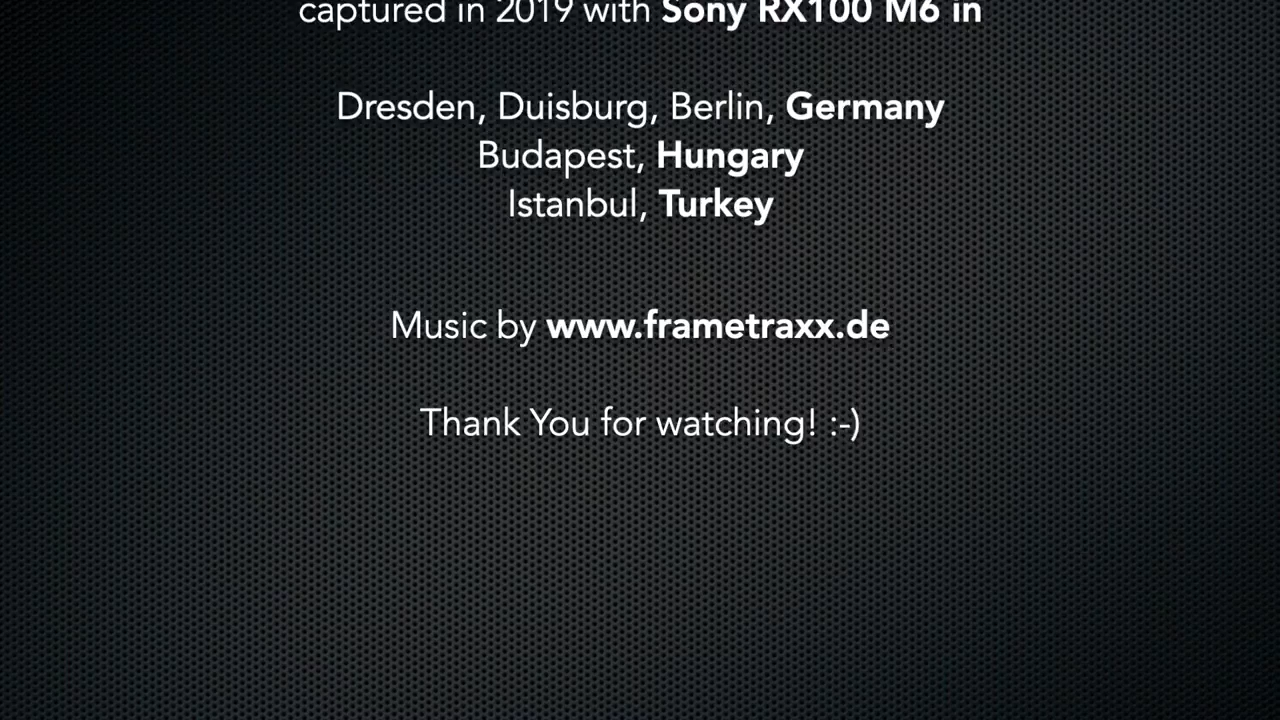 captured in 2019 with Sony RX100 M6 in
Dresden, Duisburg, Berlin, Germany
Budapest, Hungary
Istanbul, Turkey
Music by www.frametraxx.de
Thank You for watching! :-)